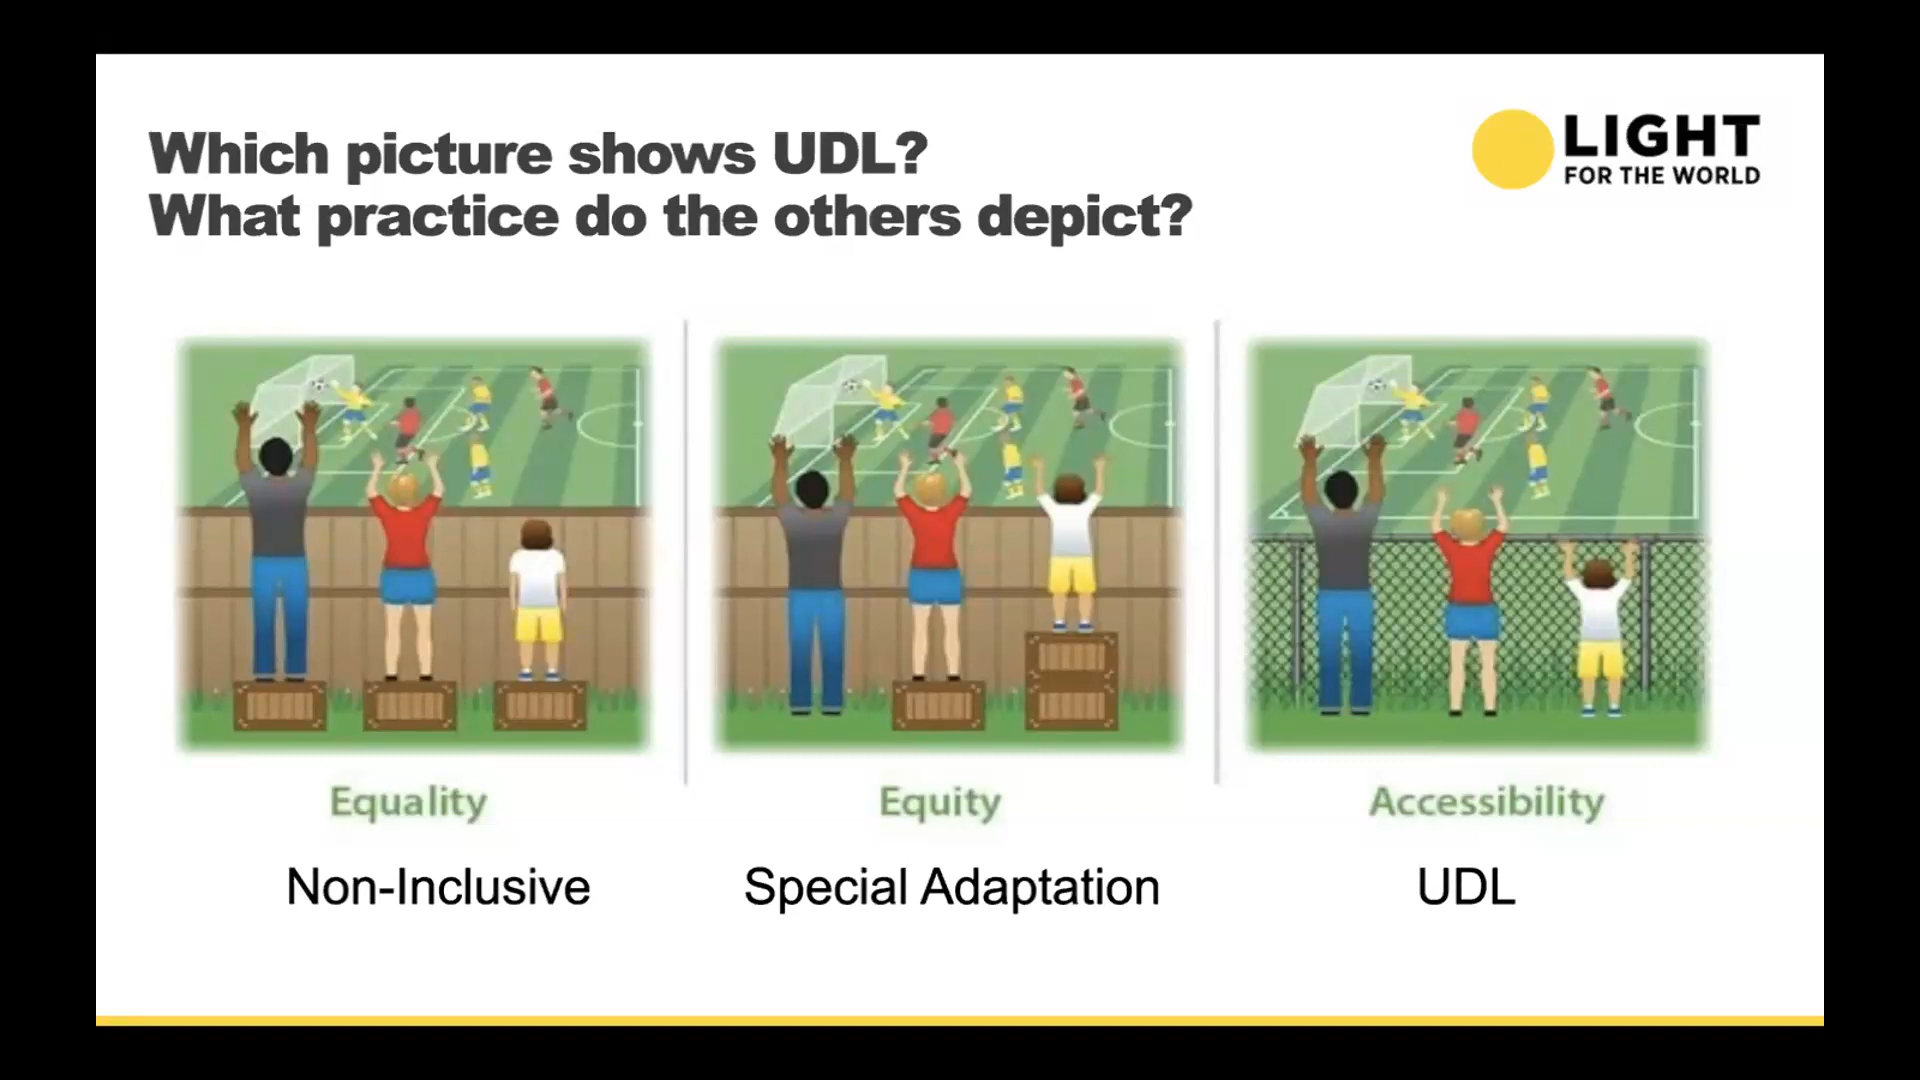 Which picture shows UDL?
What practice do the others depict?
LIGHT
FOR THE WORLD
Equality
Equity
Accessibility
Non-Inclusive
Special Adaptation
UDL